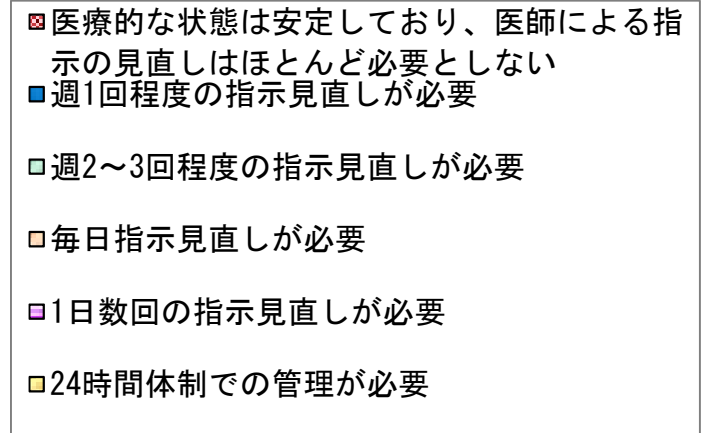 医療的な状態は安定しており、医師による指
示の見直しはほとんど必要としない
週1回程度の指示見直しが必要
週2～3回程度の指示見直しが必要
毎日指示見直しが必要
1日数回の指示見直しが必要
24時間体制での管理が必要